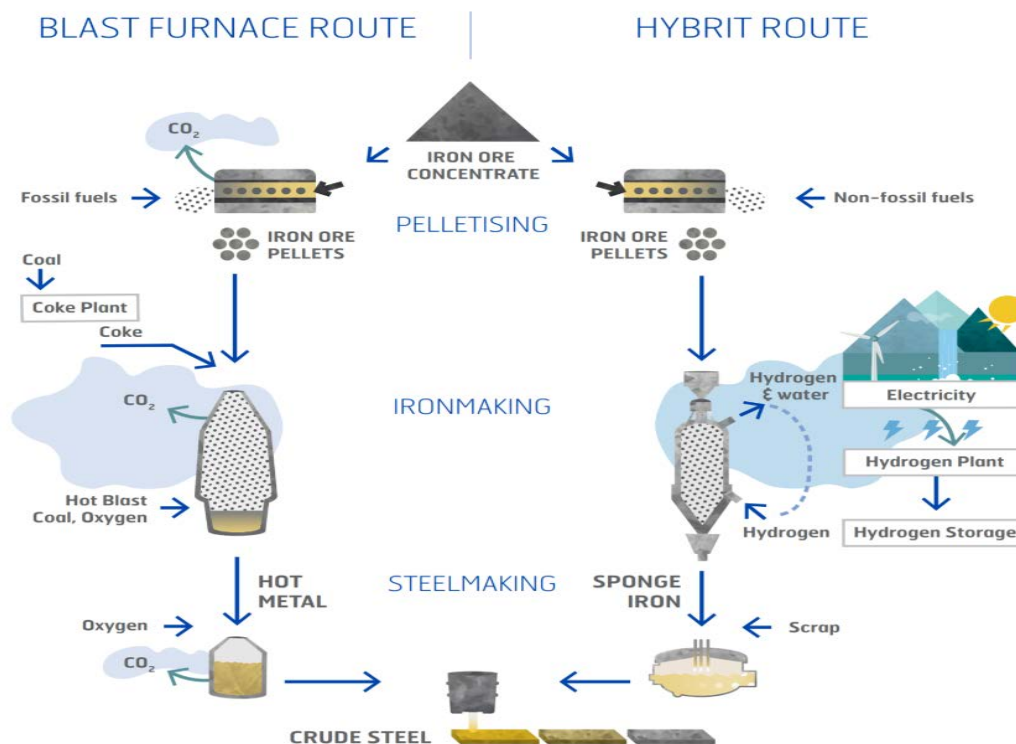 BLAST FURNACE ROUTE
HYBRIT ROUTE
CO₂
IRON ORE
CONCENTRATE
Fossil fuels
Non-fossil fuels
PELLETISING
IRON ORE
PELLETS
IRON ORE
PELLETS
Coal
Coke Plant
Coke
CO₂
IRONMAKING
Hydrogen
& water
Electricity
Hydrogen Plant
Hot Blast
Coal, Oxygen
Hydrogen
Hydrogen Storage
HOT
METAL
STEELMAKING
SPONGE
IRON
Oxygen
Scrap
CO₂
CRUDE STEEL